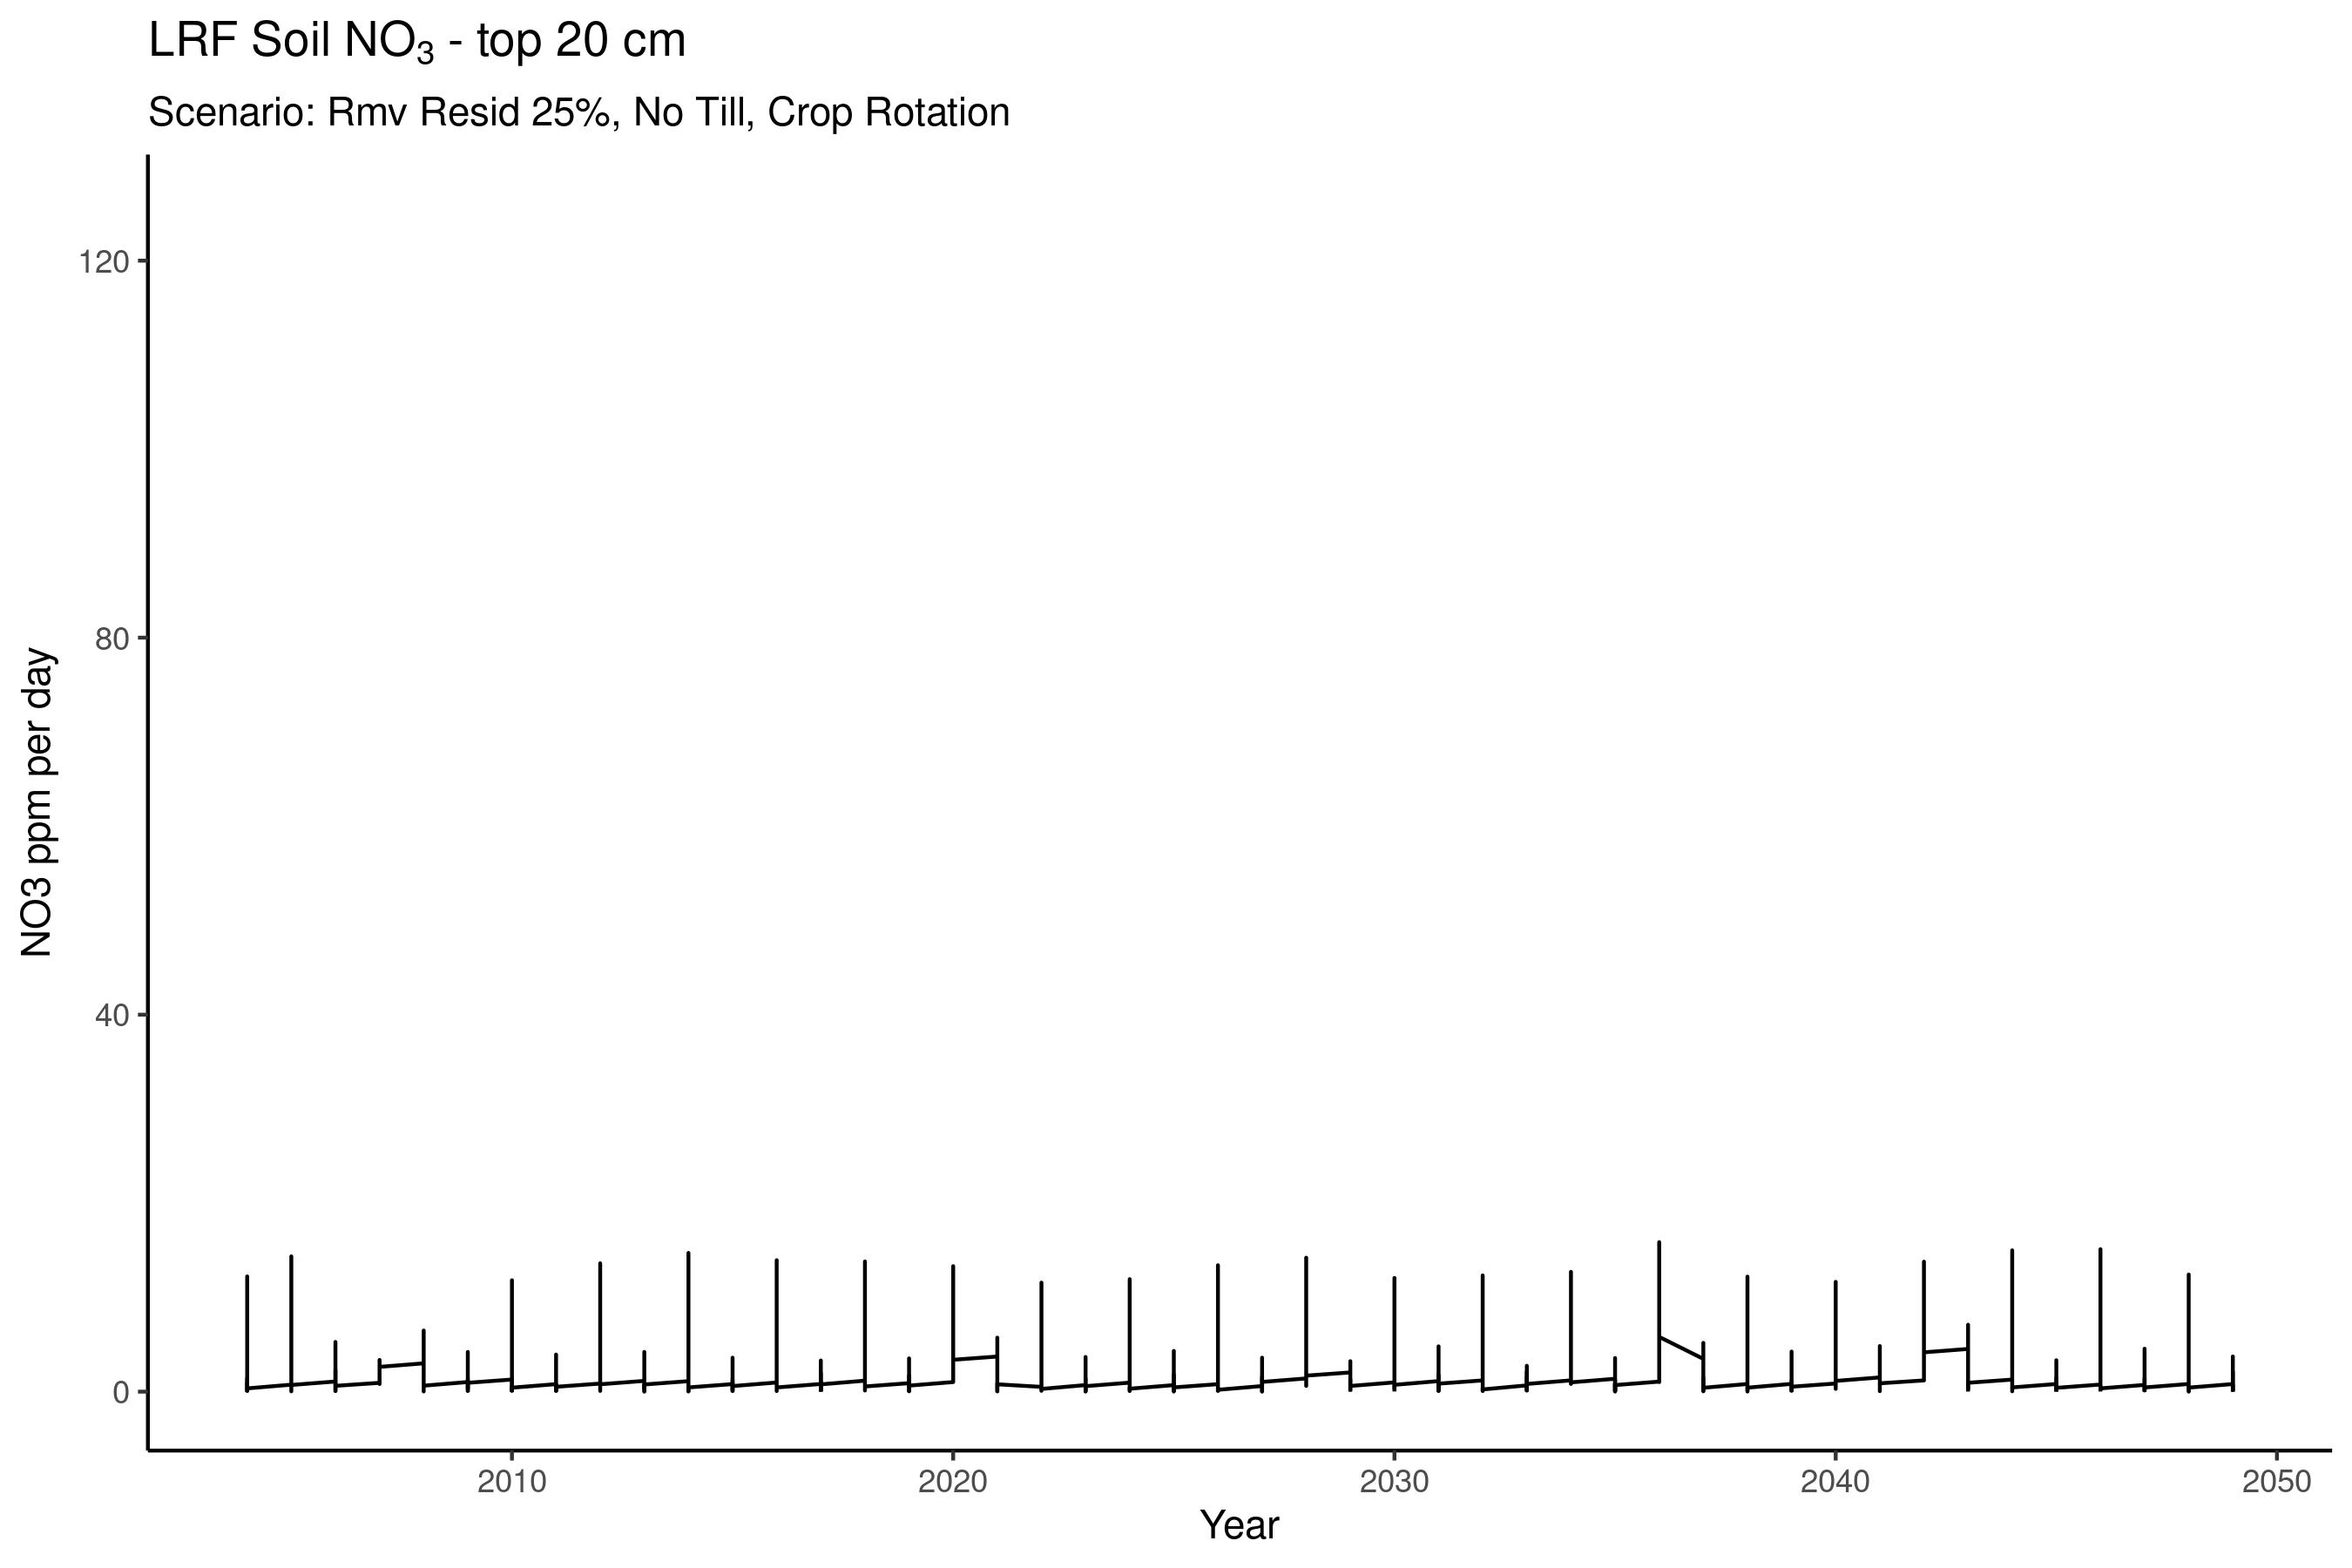 LRF Soil NO₃ - top 20 cm
Scenario: Rmv Resid 25%, No Till, Crop Rotation
120
80
40
0
NO3 ppm per day
2010 2020 2030 2040 2050
Year